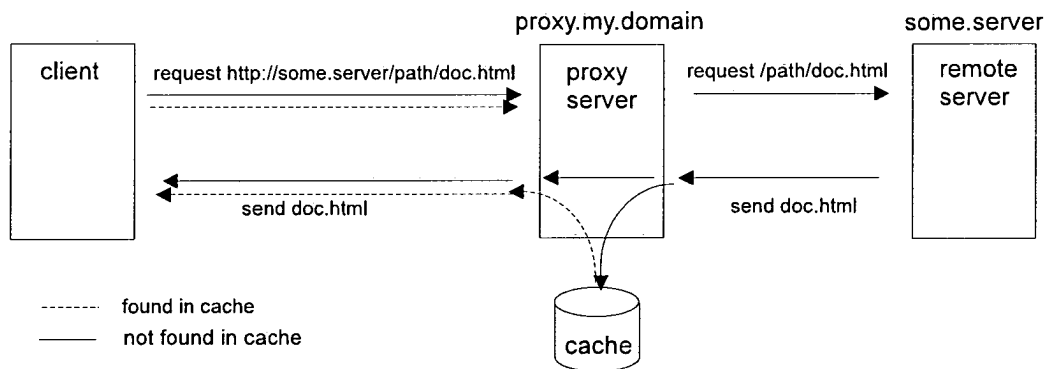 proxy.my.domain
some.server
client
request http://some.server/path/doc.html
proxy
server
request /path/doc.html
remote
server
send doc.html
send doc.html
found in cache
not found in cache
cache